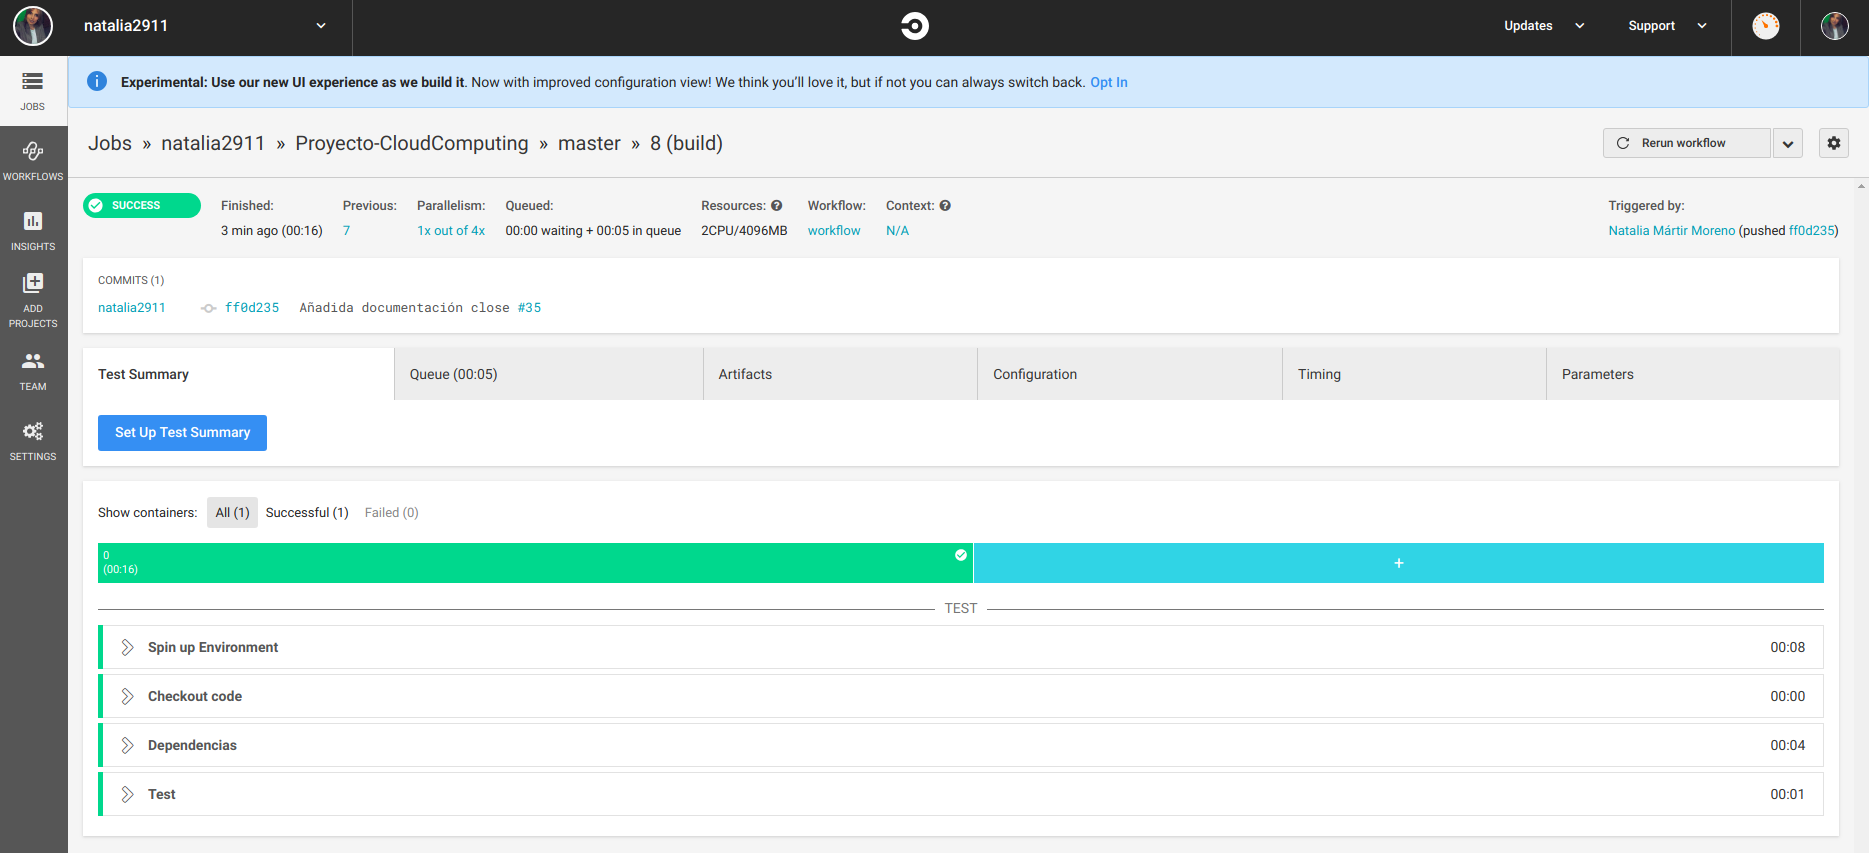 natalia2911
Updates
Support
JOBS
WORKFLOWS
INSIGHTS
ADD
PROJECTS
TEAM
SETTINGS
Experimental: Use our new UI experience as we build it. Now with improved configuration view! We think you’ll love it, but if not you can always switch back. Opt In
Jobs » natalia2911 » Proyecto-CloudComputing » master » 8 (build)
Rerun workflow
SUCCESS
Finished:
3 min ago (00:16)
Previous:
7
Parallelism:
1x out of 4x
Queued:
00:00 waiting + 00:05 in queue
Resources:
2CPU/4096MB
Workflow:
workflow
Context:
N/A
Triggered by:
Natalia Mártir Moreno (pushed ff0d235)
COMMITS (1)
natalia2911 ff0d235 Añadida documentación close #35
Test Summary
Queue (00:05)
Artifacts
Configuration
Timing
Parameters
Set Up Test Summary
Show containers: All (1) Successful (1) Failed (0)
0
(00:16)
+
TEST
Spin up Environment 00:08
Checkout code 00:00
Dependencias 00:04
Test 00:01